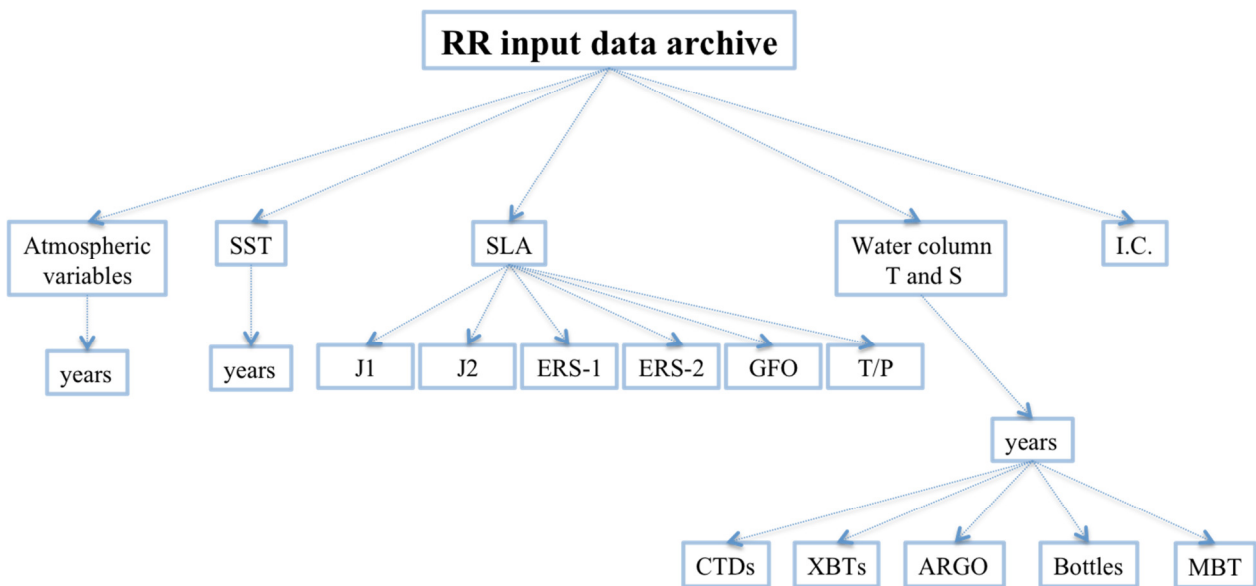 RR input data archive
Atmospheric
variables
SST
SLA
Water column
T and S
I.C.
years
years
J1
J2
ERS-1
ERS-2
GFO
T/P
years
CTDs
XBTs
ARGO
Bottles
MBT